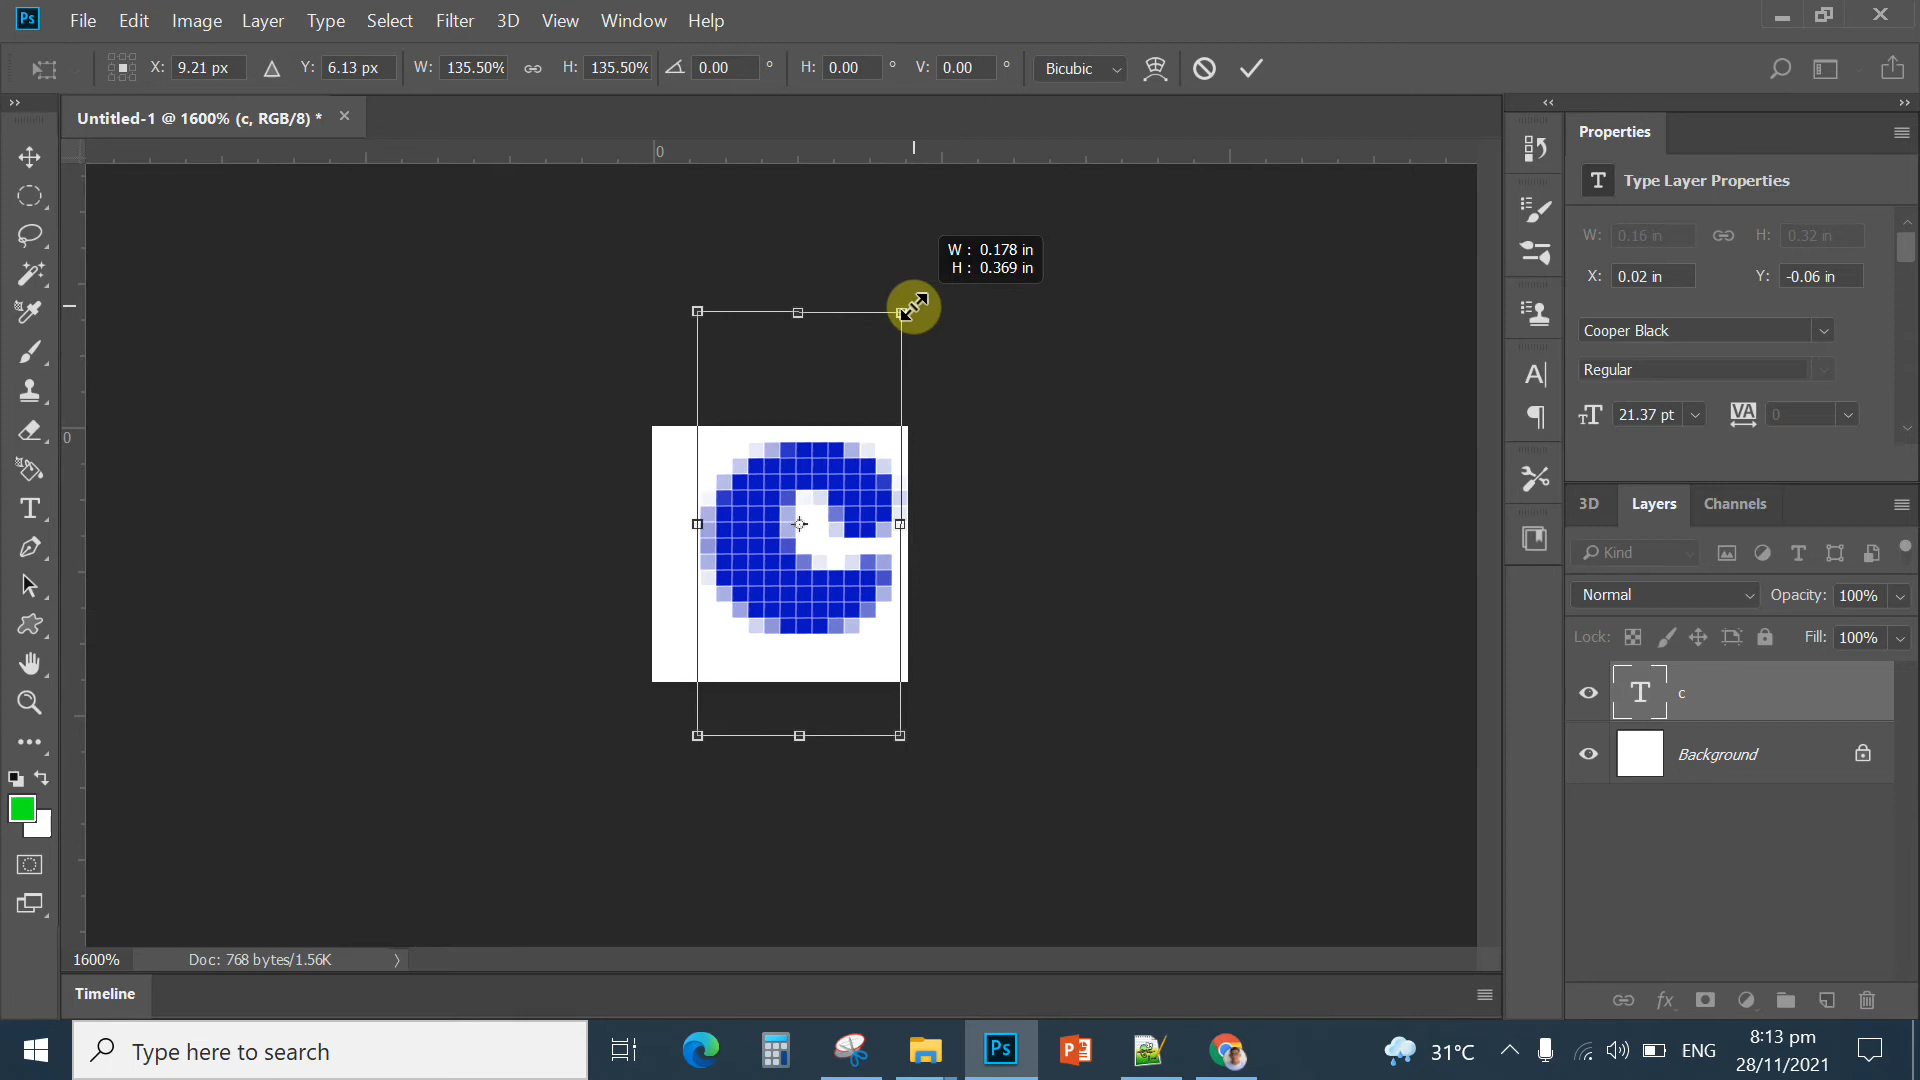 Ps File Edit Image Layer Type Select Filter 3D View Window Help
X: 9.21 px Y: 6.13 px W: 135.50% H: 135.50% 0.00 ° H: 0.00 ° V: 0.00 ° Bicubic
Untitled-1 @ 1600% (c, RGB/8) * ×
0
0
W : 0.178 in
H : 0.369 in
Properties
T Type Layer Properties
W: 0.16 in H: 0.32 in
X: 0.02 in Y: -0.06 in
Cooper Black
Regular
21.37 pt VA 0
3D Layers Channels
Kind
Normal Opacity: 100%
Lock: Fill: 100%
T c
Background
1600% Doc: 768 bytes/1.56K
Timeline
Type here to search
Ps
31°C
ENG
8:13 pm
28/11/2021